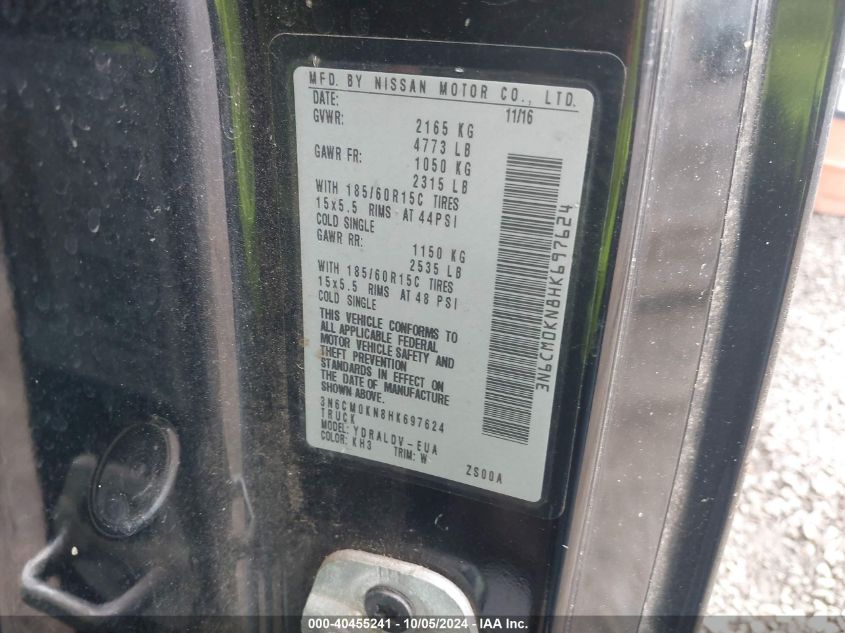 MFD. BY NISSAN MOTOR CO., LTD.
DATE: 11/16
GVWR: 2165 KG
4773 LB
GAWR FR: 1050 KG
2315 LB
WITH 185/60R15C TIRES
15x5.5 RIMS AT 44PSI
COLD SINGLE
GAWR RR: 1150 KG
2535 LB
WITH 185/60R15C TIRES
15x5.5 RIMS AT 48 PSI
COLD SINGLE
THIS VEHICLE CONFORMS TO
ALL APPLICABLE FEDERAL
MOTOR VEHICLE SAFETY AND
THEFT PREVENTION
STANDARDS IN EFFECT ON
THE DATE OF MANUFACTURE
SHOWN ABOVE.
3N6CM0KN8HK697624
TRUCK
MODEL: YDRALDV-EUA
COLOR: KH3 TRIM: W
ZS00A
3N6CM0KN8HK697624
000-40455241 - 10/05/2024 - IAA Inc.